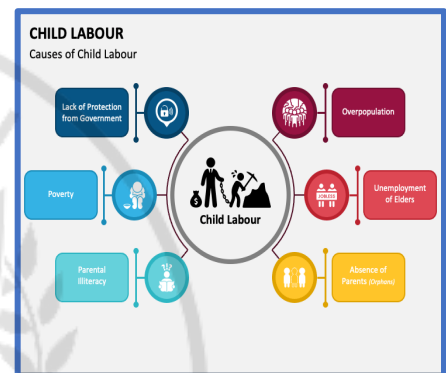 CHILD LABOUR
Causes of Child Labour
Lack of Protection
from Government
Overpopulation
Poverty
Child Labour
JOBLESS
Unemployment
of Elders
Parental
illiteracy
Absence of
Parents (Orphans)